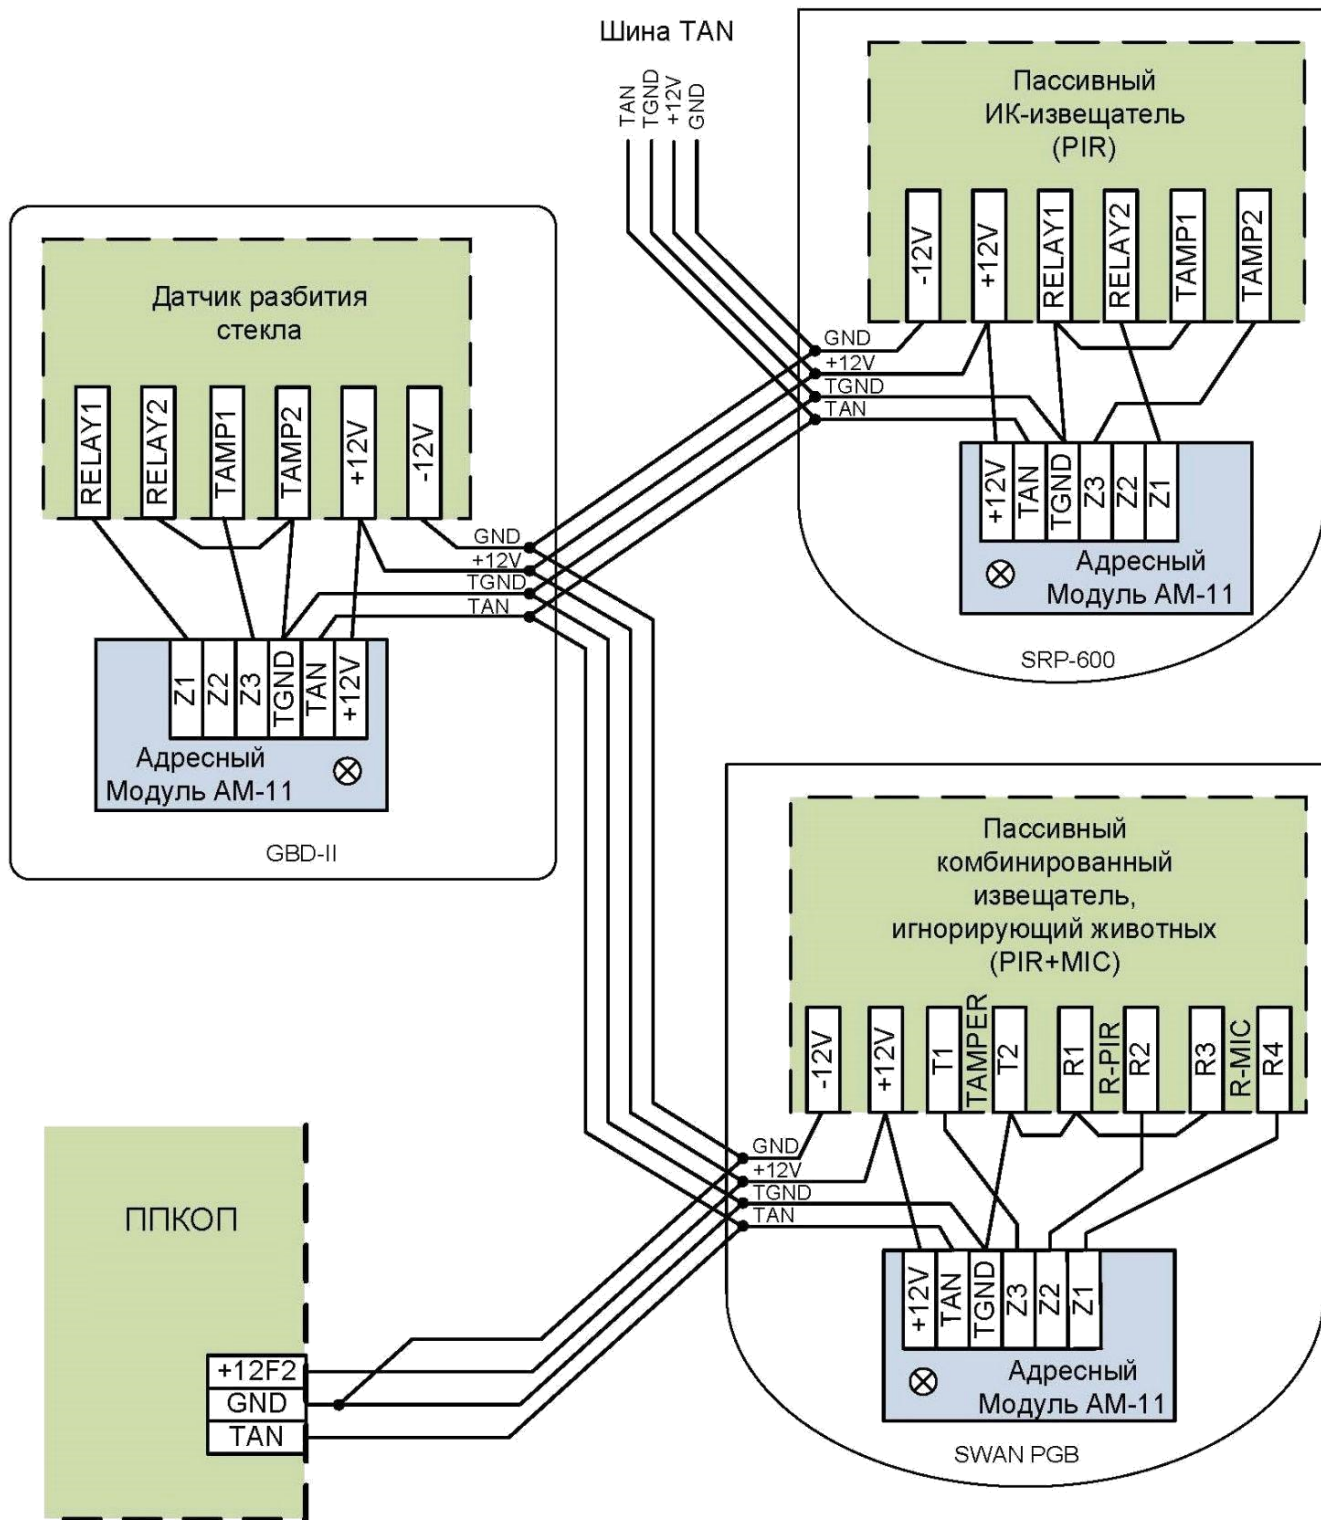 Шина TAN
TAN
TGND
+12V
GND
Пассивный
ИК-извещатель
(PIR)
-12V
+12V
RELAY1
RELAY2
TAMP1
TAMP2
GND
+12V
TGND
TAN
+12V
TAN
TGND
Z3
Z2
Z1
Адресный
Модуль АМ-11
SRP-600
Датчик разбития
стекла
RELAY1
RELAY2
TAMP1
TAMP2
+12V
-12V
GND
+12V
TGND
TAN
Z1
Z2
Z3
TGND
TAN
+12V
Адресный
Модуль АМ-11
GBD-II
Пассивный
комбинированный
извещатель,
игнорирующий животных
(PIR+MIC)
-12V
+12V
T1
TAMPER
T2
R1
R-PIR
R2
R3
R-MIC
R4
GND
+12V
TGND
TAN
+12V
TAN
TGND
Z3
Z2
Z1
Адресный
Модуль АМ-11
SWAN PGB
ППКОП
+12F2
GND
TAN